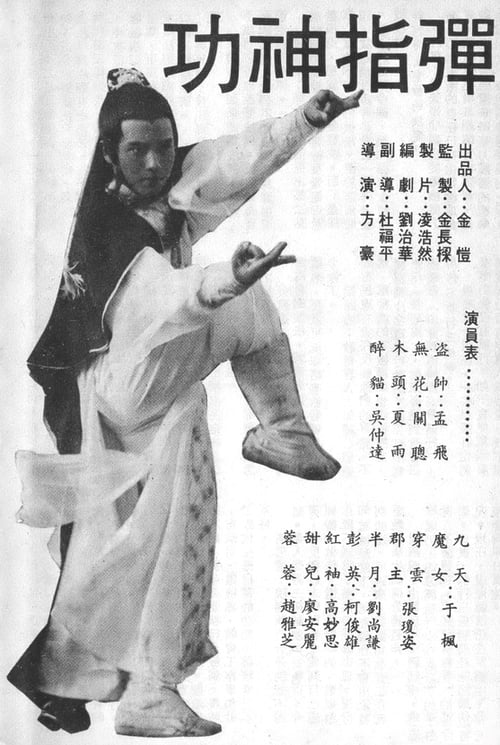 彈指神功
出品人：金愷
監製：金長樑
製片：凌浩然
編劇：劉治華
副導：杜福平
導演：方豪
演員表…………
盜帥：孟飛
無花：關聰
木頭：夏雨
醉貓：吳仲達
九天魔女：于楓
穿雲郡主：張瓊姿
半月：劉尚謙
彭英：柯俊雄
紅袖：高妙思
甜兒：廖安麗
蓉蓉：趙雅芝